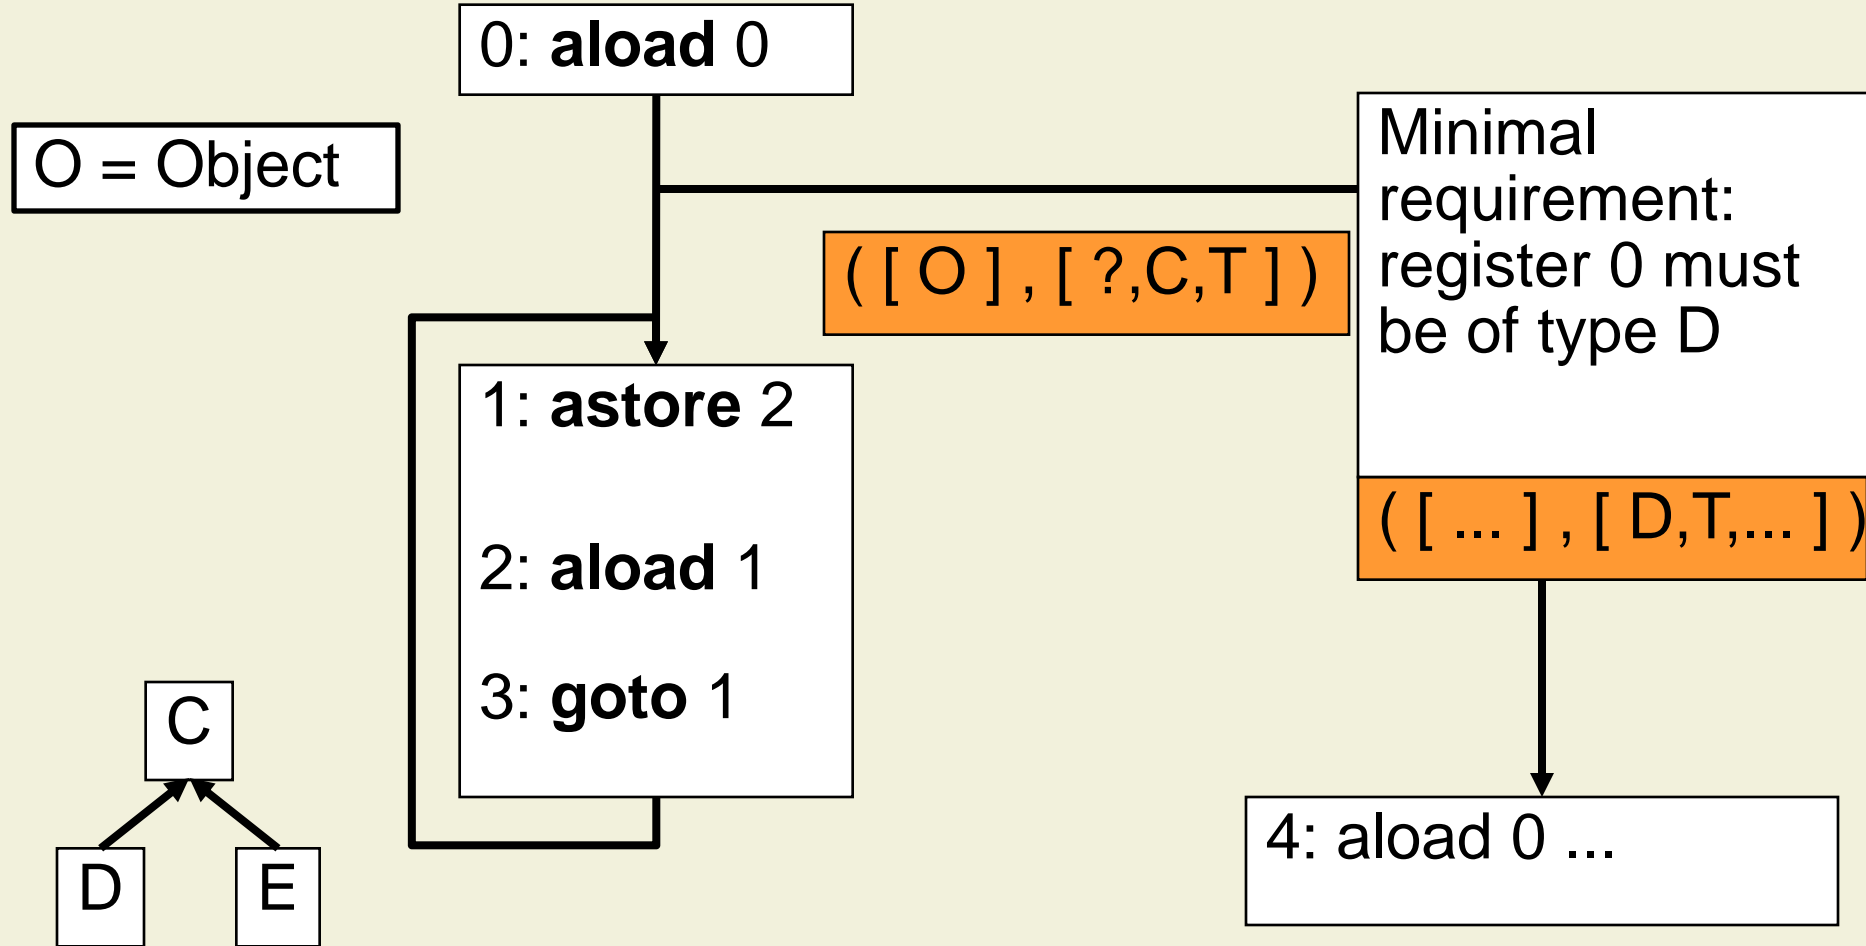 0: aload 0
O = Object
Minimal
requirement:
register 0 must
be of type D
( [ O ] , [ ?,C,T ] )
1: astore 2
( [ ... ] , [ D,T,... ] )
2: aload 1
3: goto 1
C
D
E
4: aload 0 ...